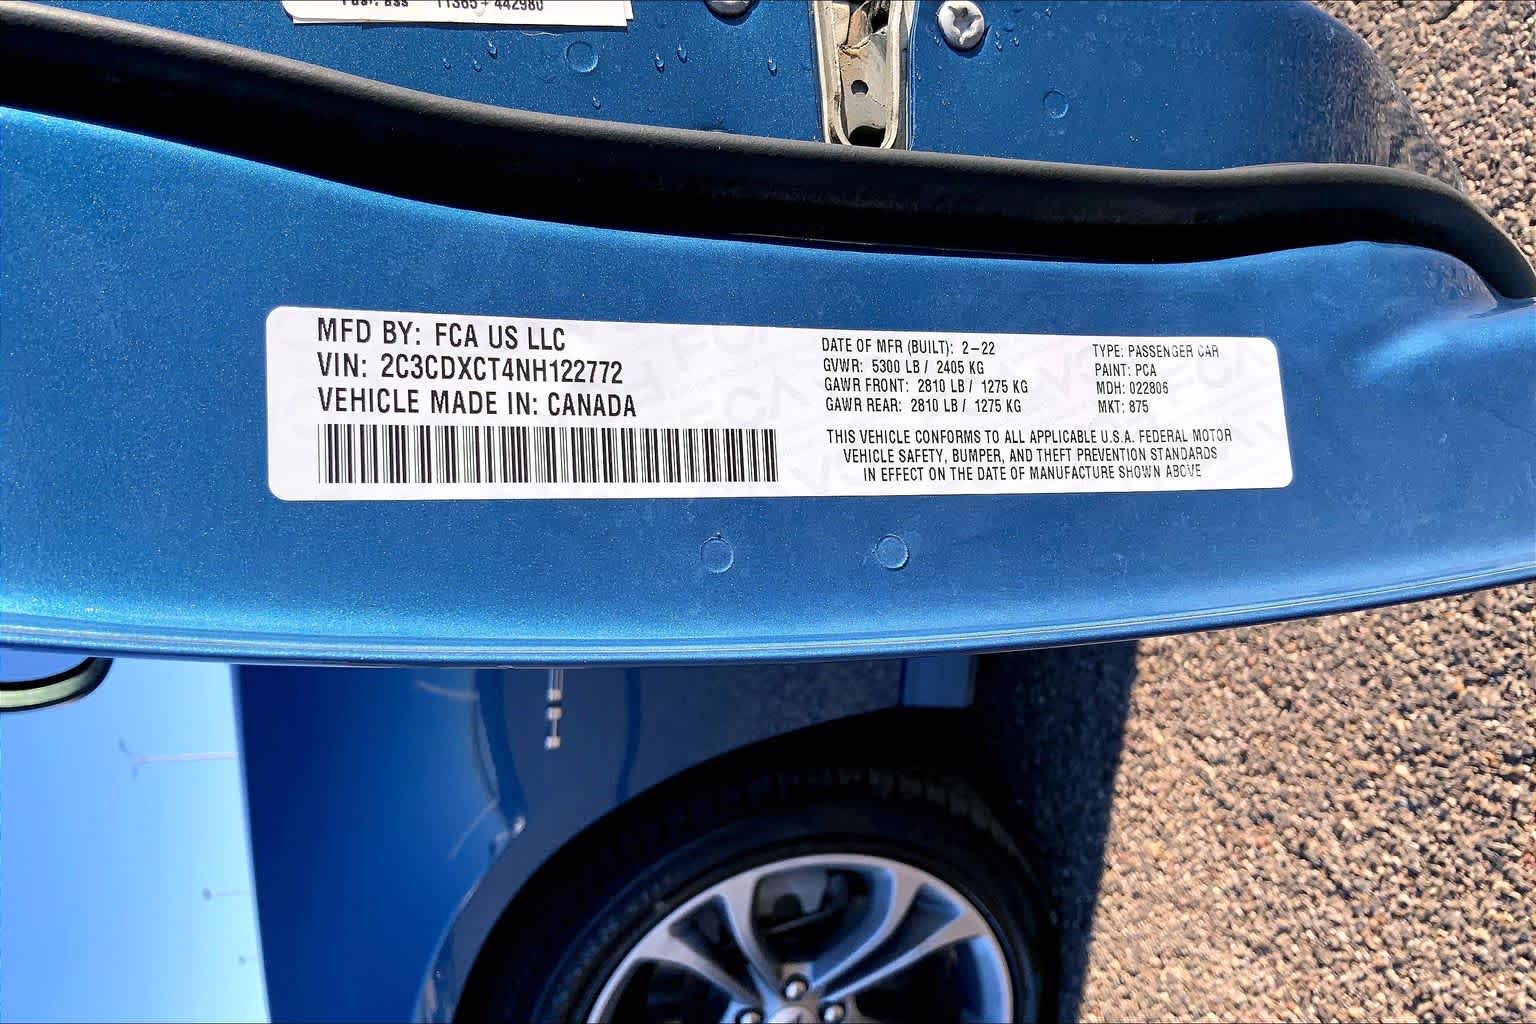 11365+ 442980
MFD BY: FCA US LLC
VIN: 2C3CDXCT4NH122772
VEHICLE MADE IN: CANADA
DATE OF MFR (BUILT): 2-22
GVWR: 5300 LB / 2405 KG
GAWR FRONT: 2810 LB / 1275 KG
GAWR REAR: 2810 LB / 1275 KG
TYPE: PASSENGER CAR
PAINT: PCA
MDH: 022806
MKT: 875
THIS VEHICLE CONFORMS TO ALL APPLICABLE U.S.A. FEDERAL MOTOR
VEHICLE SAFETY, BUMPER, AND THEFT PREVENTION STANDARDS
IN EFFECT ON THE DATE OF MANUFACTURE SHOWN ABOVE